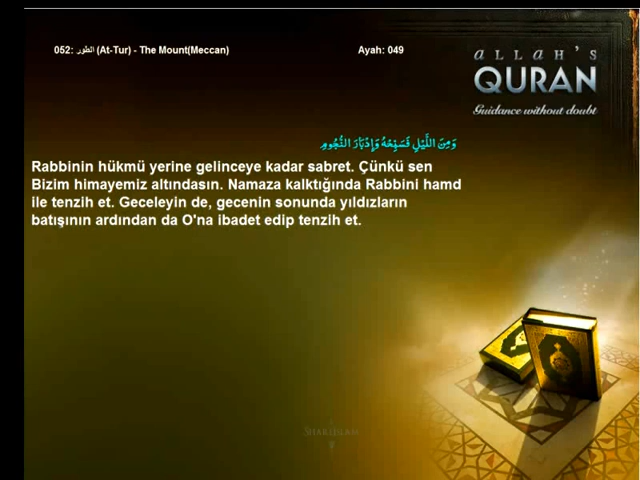 052: الطور (At-Tur) - The Mount(Meccan) Ayah: 049
ALLAH'S
QURAN
Guidance without doubt
وَمِنَ اللَّيْلِ فَسَبِّحْهُ وَإِدْبَارَ النُّجُومِ
Rabbinin hükmü yerine gelinceye kadar sabret. Çünkü sen
Bizim himayemiz altındasın. Namaza kalktığında Rabbini hamd
ile tenzih et. Geceleyin de, gecenin sonunda yıldızların
batışının ardından da O'na ibadet edip tenzih et.